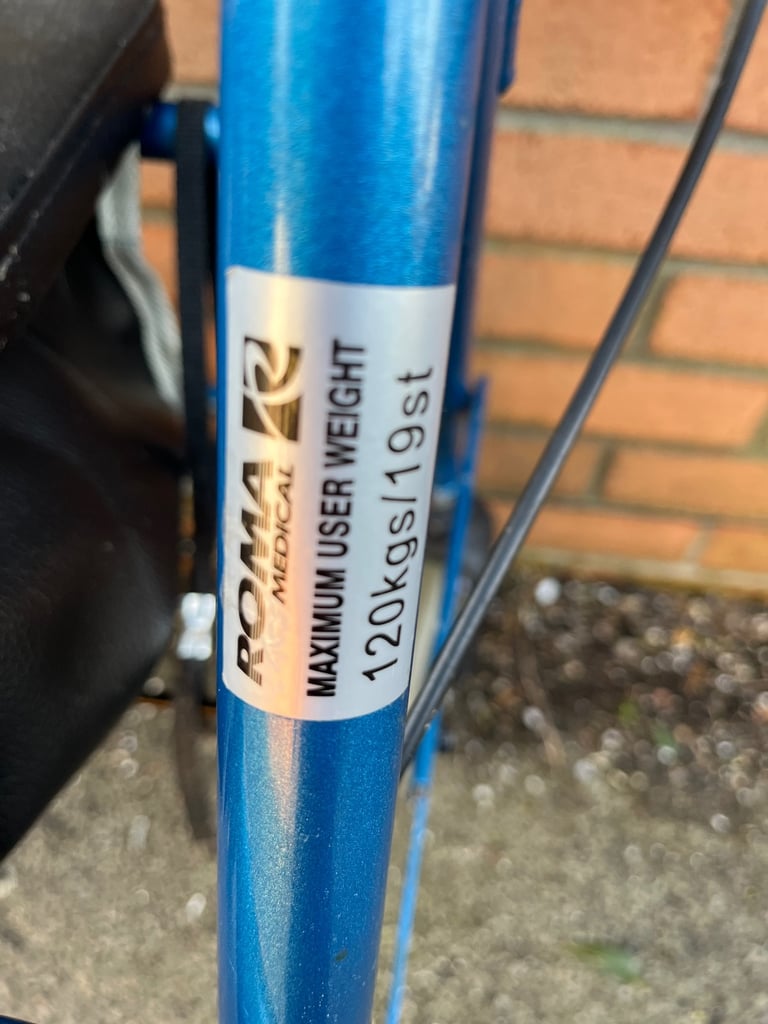 ROMA
MEDICAL
MAXIMUM USER WEIGHT
120kgs/19st